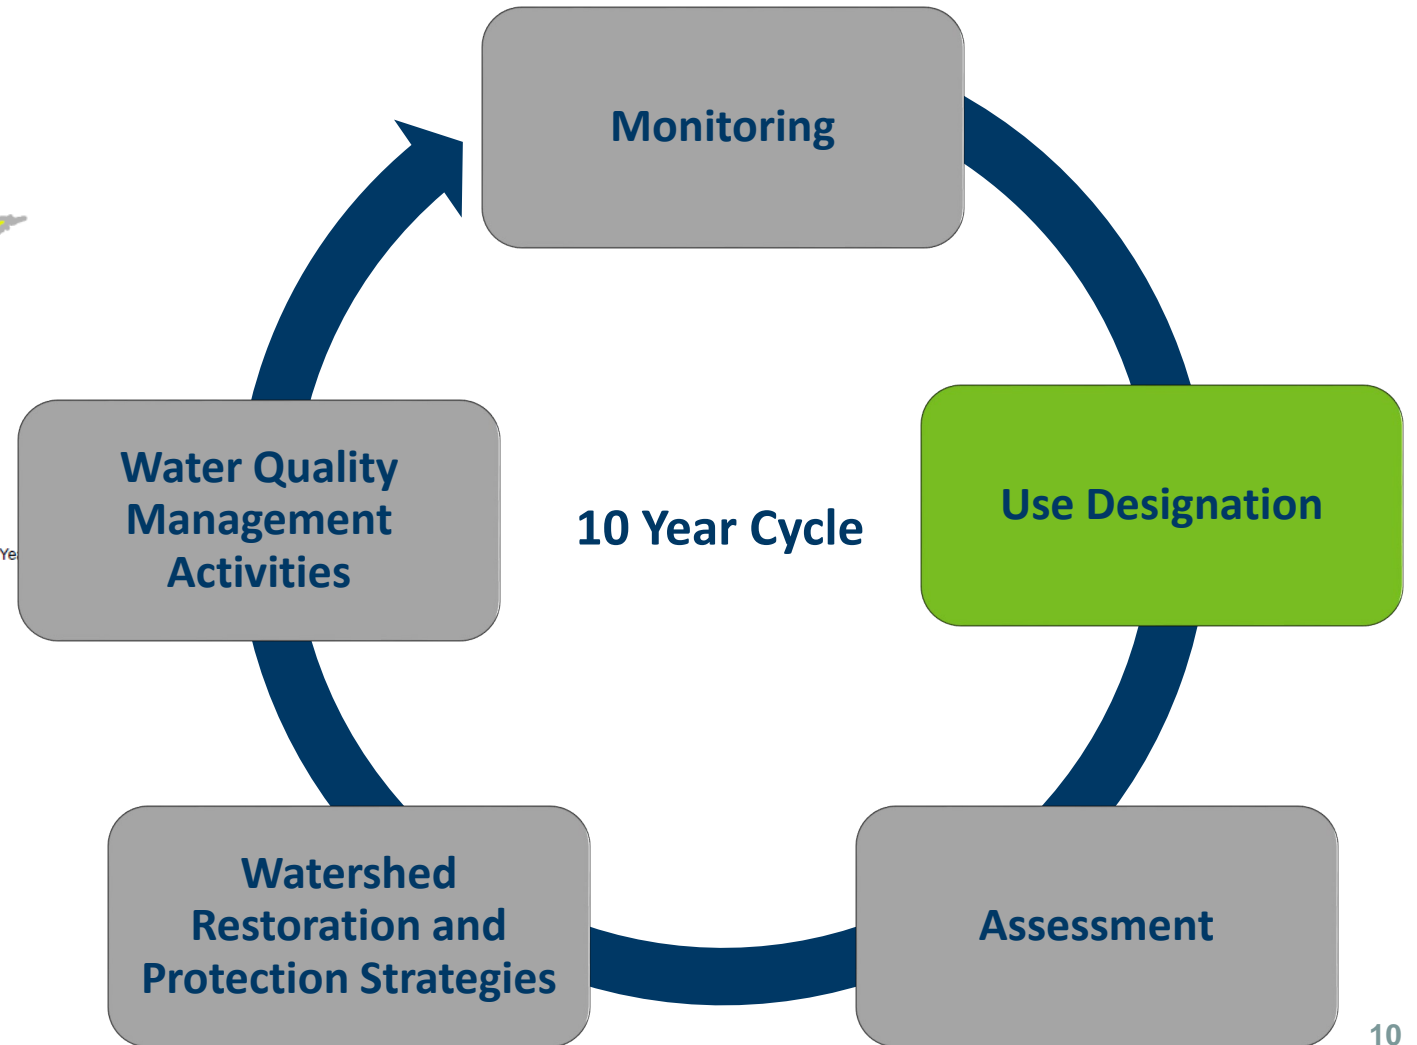 Monitoring
Use Designation
Assessment
Watershed
Restoration and
Protection Strategies
Water Quality
Management
Activities
10 Year Cycle
10